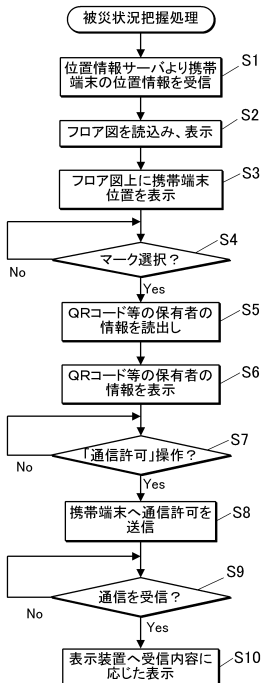 被災状況把握処理
S1
位置情報サーバより携帯
端末の位置情報を受信
S2
フロア図を読込み、表示
S3
フロア図上に携帯端末
位置を表示
S4
マーク選択？
No
Yes
S5
QRコード等の保有者の
情報を読出し
S6
QRコード等の保有者の
情報を表示
S7
「通信許可」操作？
No
Yes
S8
携帯端末へ通信許可を
送信
S9
通信を受信？
No
Yes
S10
表示装置へ受信内容に
応じた表示